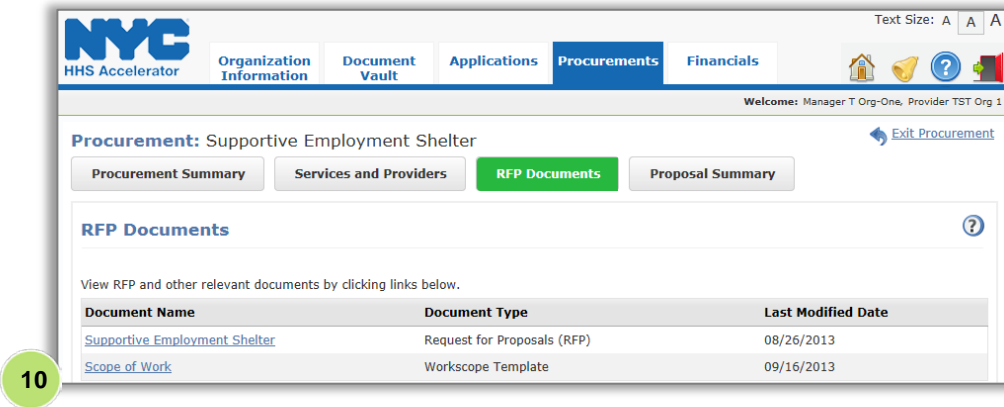 Text Size: A A A
NYC
HHS Accelerator
Organization Information
Document Vault
Applications
Procurements
Financials
Welcome: Manager T Org-One, Provider TST Org 1
Procurement: Supportive Employment Shelter
Exit Procurement
Procurement Summary
Services and Providers
RFP Documents
Proposal Summary
RFP Documents
?
View RFP and other relevant documents by clicking links below.
Document Name Document Type Last Modified Date
Supportive Employment Shelter Request for Proposals (RFP) 08/26/2013
Scope of Work Workscope Template 09/16/2013
10